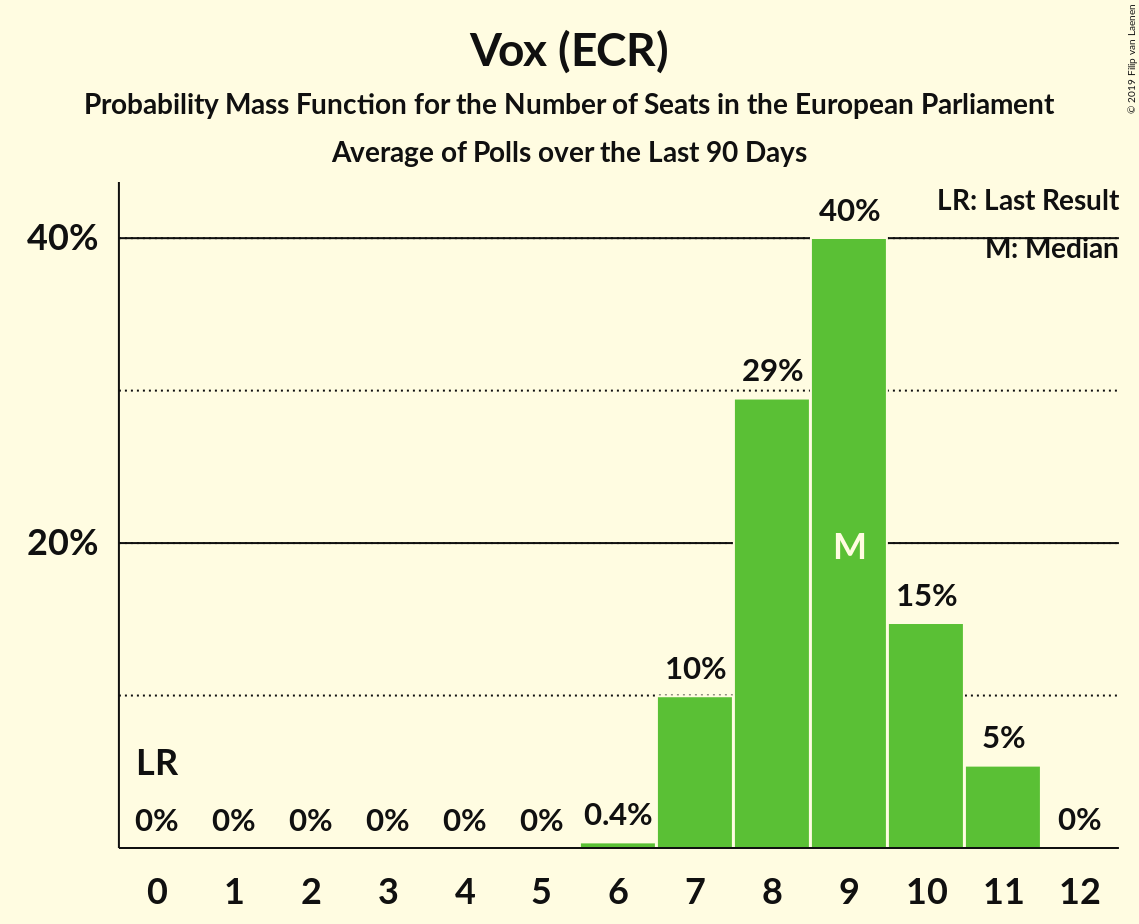 Vox (ECR)
Probability Mass Function for the Number of Seats in the European Parliament
Average of Polls over the Last 90 Days
© 2019 Filip van Laenen
LR: Last Result
M: Median
40%
20%
LR
0%
0%
0%
0%
0%
0%
0.4%
10%
29%
40%
M
15%
5%
0%
0 1 2 3 4 5 6 7 8 9 10 11 12